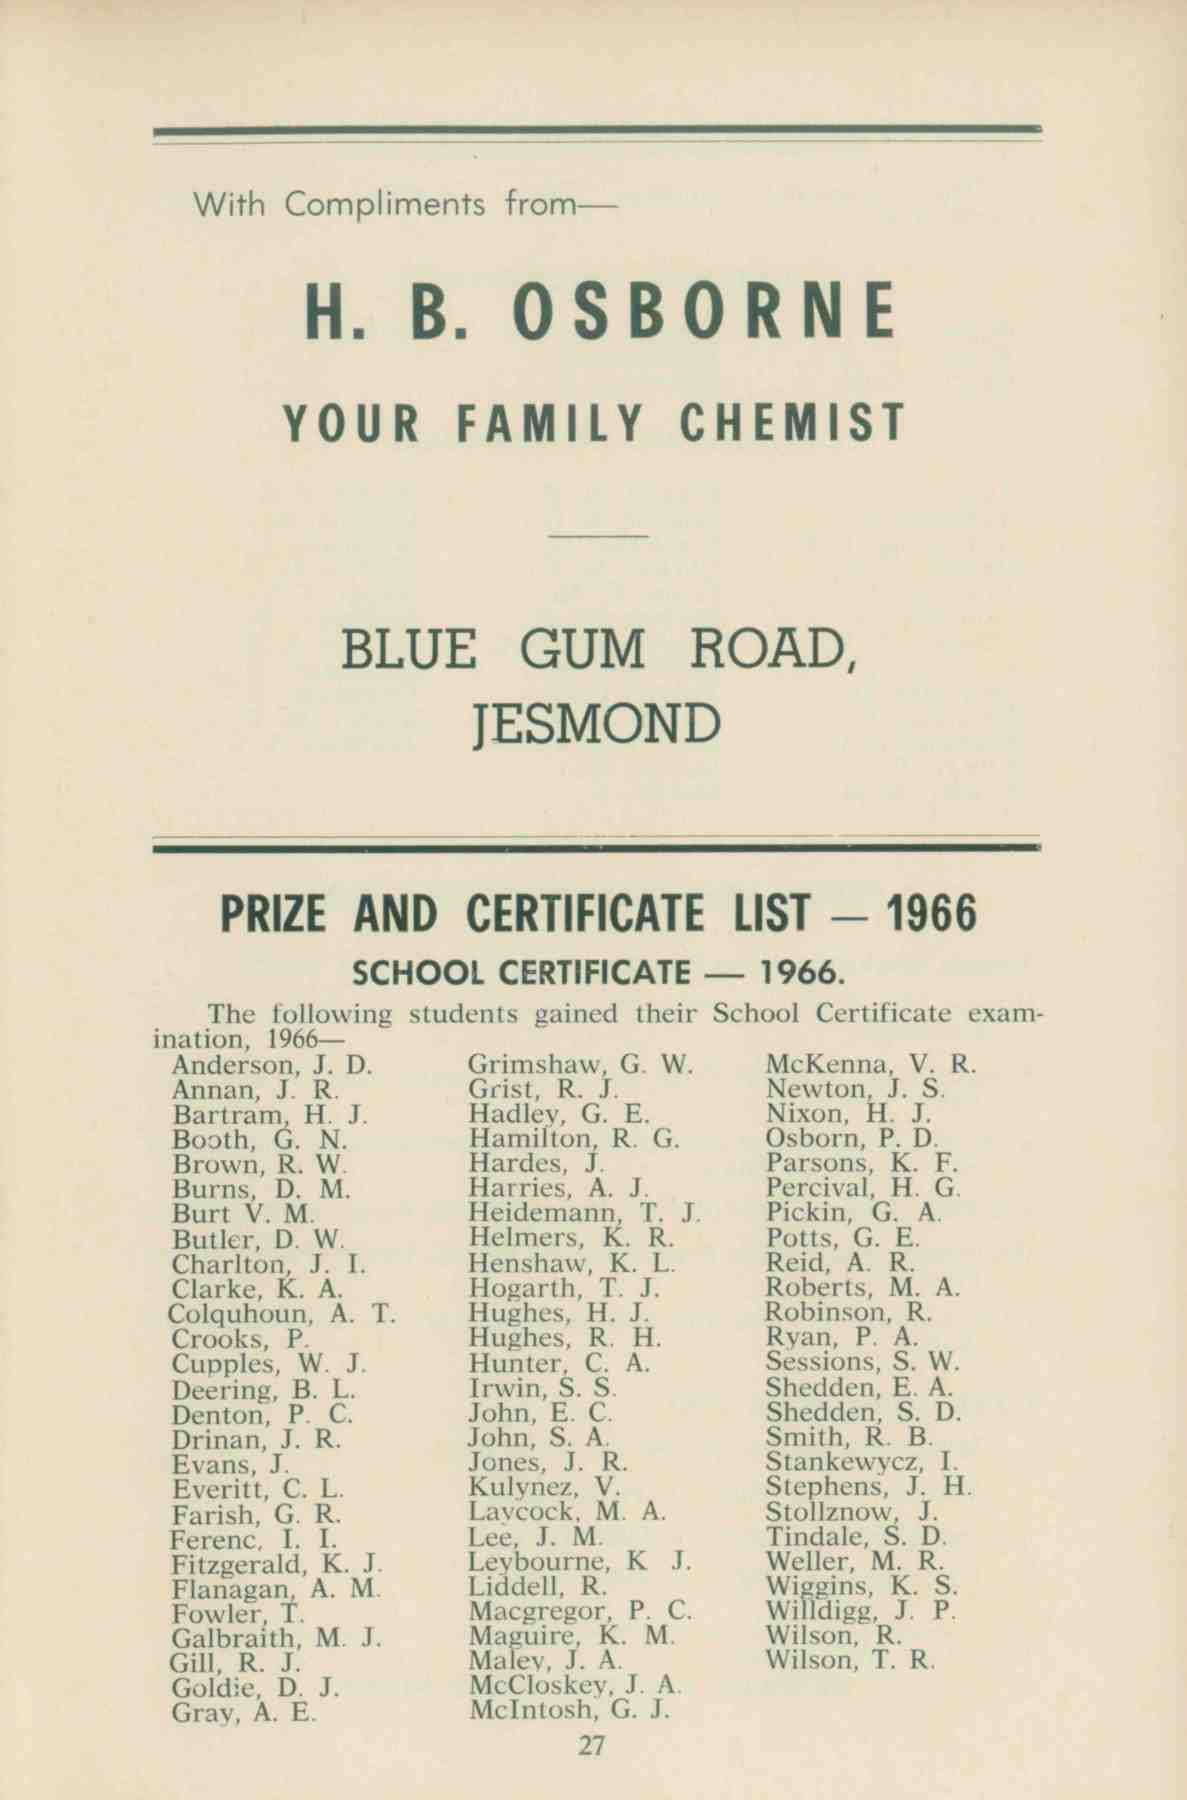 With Compliments from—
H. B. OSBORNE
YOUR FAMILY CHEMIST
BLUE GUM ROAD,
JESMOND
PRIZE AND CERTIFICATE LIST — 1966
SCHOOL CERTIFICATE — 1966.
The following students gained their School Certificate exam-
ination, 1966—
Anderson, J. D.
Annan, J. R.
Bartram, H. J.
Booth, G. N.
Brown, R. W.
Burns, D. M.
Burt V. M.
Butler, D. W.
Charlton, J. I.
Clarke, K. A.
Colquhoun, A. T.
Crooks, P.
Cupples, W. J.
Deering, B. L.
Denton, P. C.
Drinan, J. R.
Evans, J.
Everitt, C. L.
Farish, G. R.
Ferenc, I. I.
Fitzgerald, K. J.
Flanagan, A. M.
Fowler, T.
Galbraith, M. J.
Gill, R. J.
Goldie, D. J.
Gray, A. E.
Grimshaw, G. W.
Grist, R. J.
Hadley, G. E.
Hamilton, R. G.
Hardes, J.
Harries, A. J.
Heidemann, T. J.
Helmers, K. R.
Henshaw, K. L.
Hogarth, T. J.
Hughes, H. J.
Hughes, R. H.
Hunter, C. A.
Irwin, S. S.
John, E. C.
John, S. A.
Jones, J. R.
Kulynez, V.
Laycock, M. A.
Lee, J. M.
Leybourne, K J.
Liddell, R.
Macgregor, P. C.
Maguire, K. M.
Maley, J. A.
McCloskey, J. A.
McIntosh, G. J.
McKenna, V. R.
Newton, J. S.
Nixon, H. J.
Osborn, P. D.
Parsons, K. F.
Percival, H. G.
Pickin, G. A.
Potts, G. E.
Reid, A. R.
Roberts, M. A.
Robinson, R.
Ryan, P. A.
Sessions, S. W.
Shedden, E. A.
Shedden, S. D.
Smith, R. B.
Stankewycz, I.
Stephens, J. H.
Stollznow, J.
Tindale, S. D.
Weller, M. R.
Wiggins, K. S.
Willdigg, J. P.
Wilson, R.
Wilson, T. R.
27